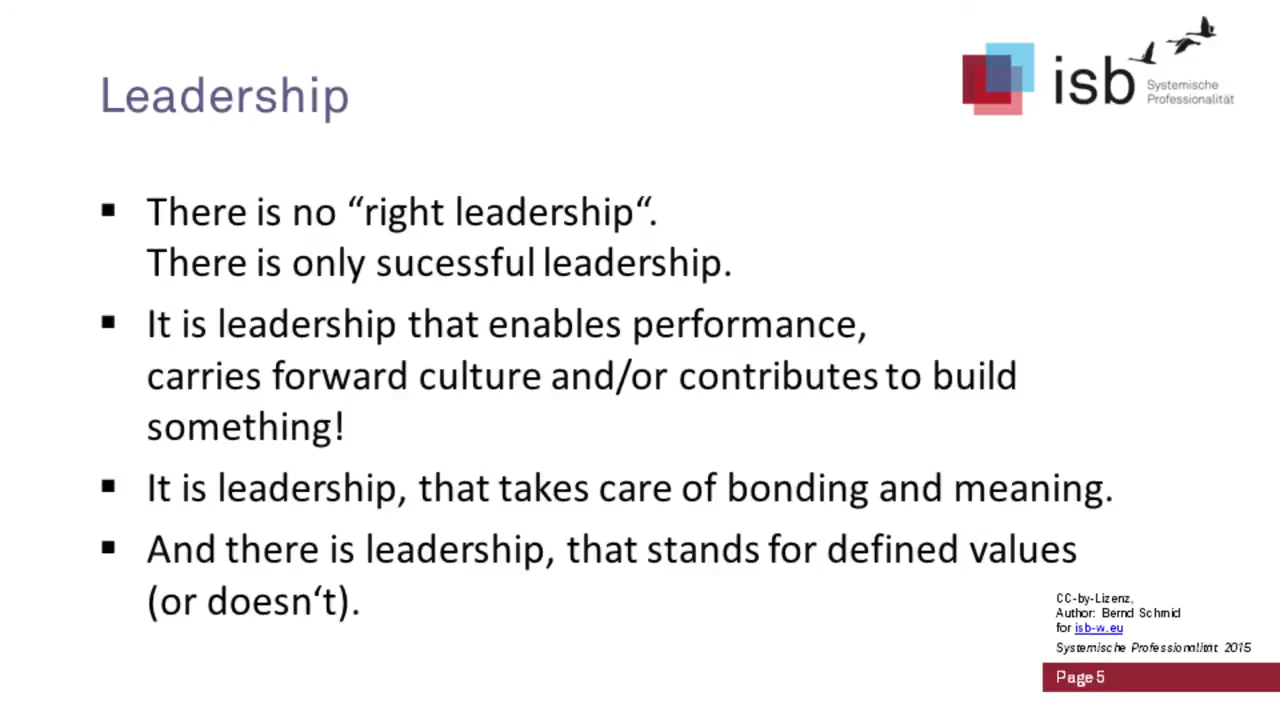 Leadership
isb
Systemische
Professionalität
▪ There is no “right leadership“.
There is only sucessful leadership.
▪ It is leadership that enables performance,
carries forward culture and/or contributes to build
something!
▪ It is leadership, that takes care of bonding and meaning.
▪ And there is leadership, that stands for defined values
(or doesn‘t).
CC-by-Lizenz,
Author: Bernd Schmid
for isb-w.eu
Systemische Professionalität 2015
Page 5